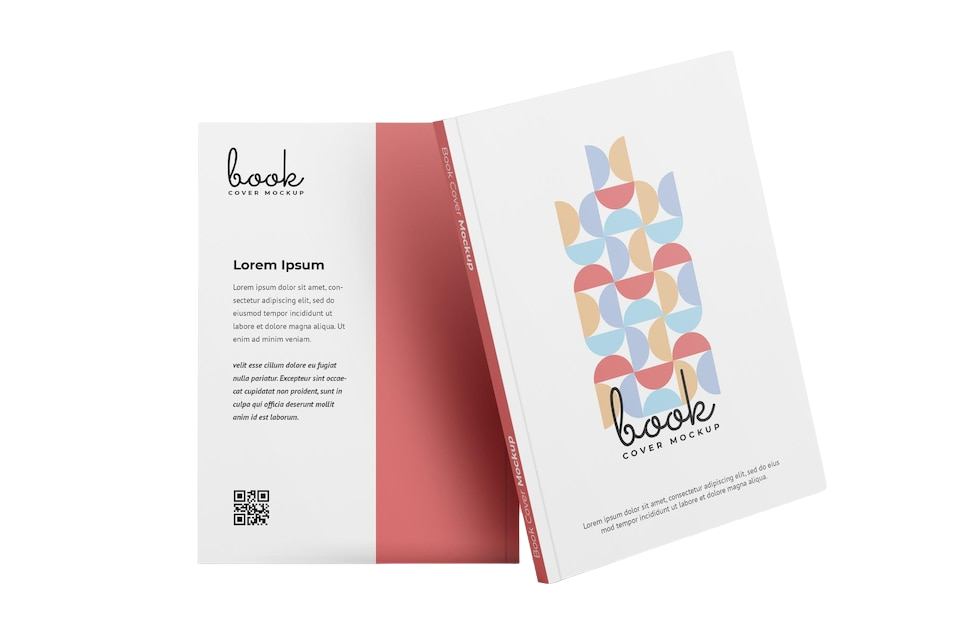 book
COVER MOCKUP
Lorem Ipsum
Lorem ipsum dolor sit amet, con-
sectetur adipiscing elit, sed do
eiusmod tempor incididunt ut
labore et dolore magna aliqua. Ut
enim ad minim veniam.
velit esse cillum dolore eu fugiat
nulla pariatur. Excepteur sint occae-
cat cupidatat non proident, sunt in
culpa qui officia deserunt mollit
anim id est laborum.
Book Cover Mockup
Book Cover Mockup
book
COVER MOCKUP
Lorem ipsum dolor sit amet, consectetur adipiscing elit, sed do eius
mod tempor incididunt ut labore et dolore magna aliqua.